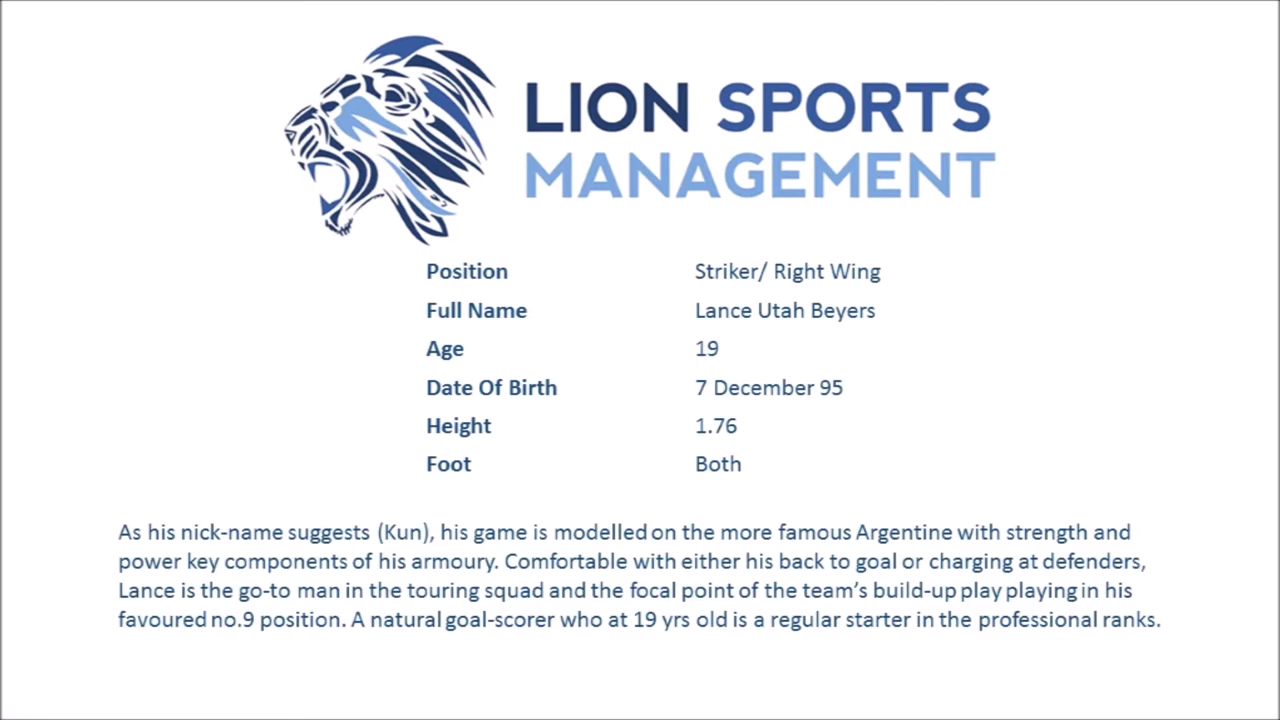 LION SPORTS
MANAGEMENT
Position Striker/ Right Wing
Full Name Lance Utah Beyers
Age 19
Date Of Birth 7 December 95
Height 1.76
Foot Both
As his nick-name suggests (Kun), his game is modelled on the more famous Argentine with strength and
power key components of his armoury. Comfortable with either his back to goal or charging at defenders,
Lance is the go-to man in the touring squad and the focal point of the team’s build-up play playing in his
favoured no.9 position. A natural goal-scorer who at 19 yrs old is a regular starter in the professional ranks.